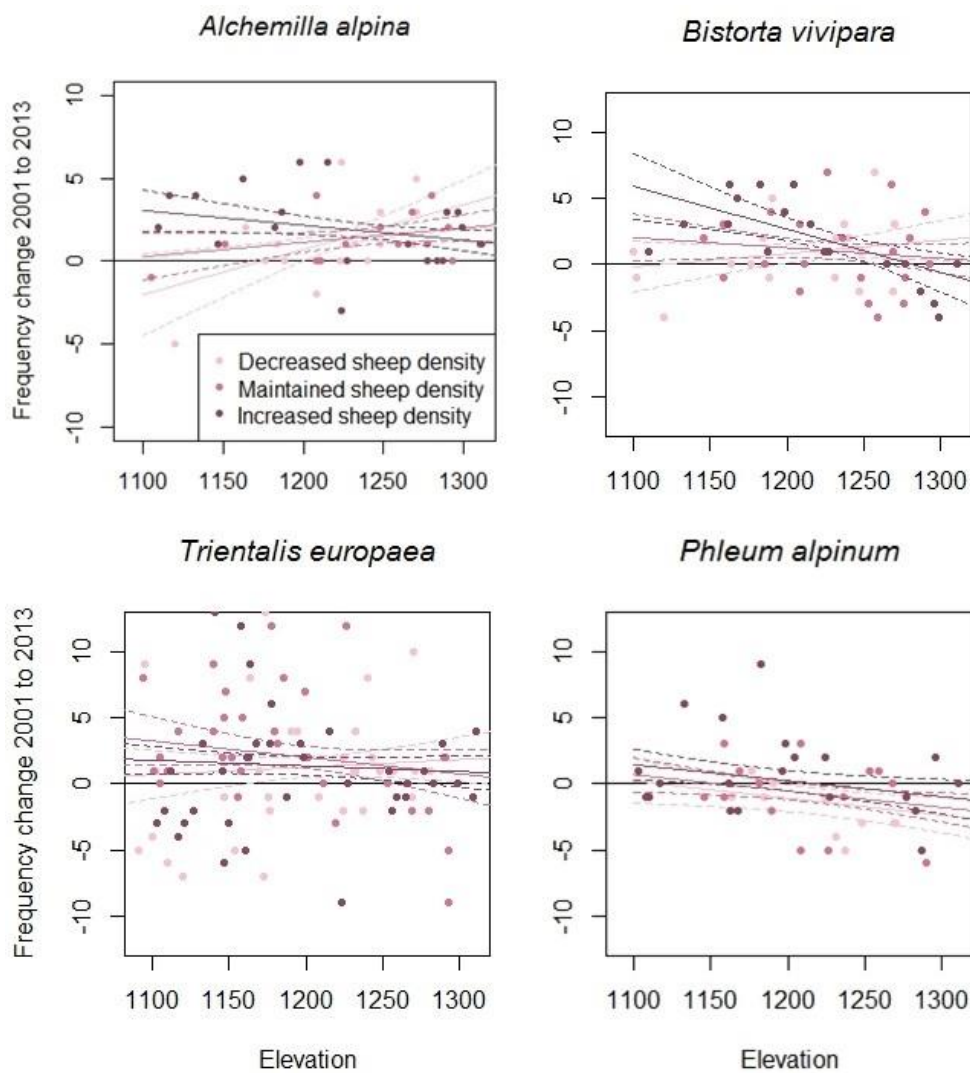 Alchemilla alpina
Bistorta vivipara
Frequency change 2001 to 2013
10
5
0
-5
-10
Decreased sheep density
Maintained sheep density
Increased sheep density
1100 1150 1200 1250 1300
10
5
0
-5
-10
1100 1150 1200 1250 1300
Trientalis europaea
Phleum alpinum
Frequency change 2001 to 2013
10
5
0
-5
-10
1100 1150 1200 1250 1300
Elevation
10
5
0
-5
-10
1100 1150 1200 1250 1300
Elevation